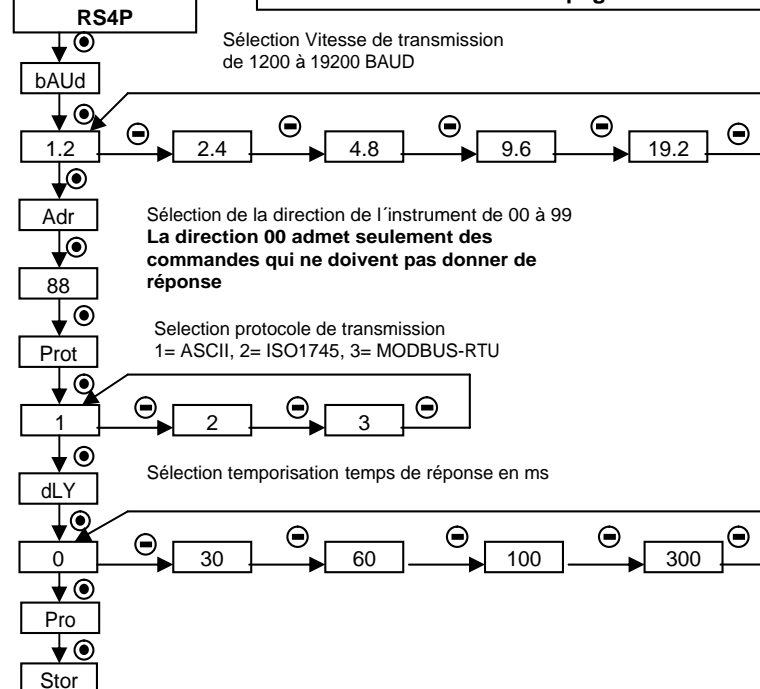 RS4P
Sélection Vitesse de transmission
de 1200 à 19200 BAUD
bAUd
1.2 2.4 4.8 9.6 19.2
Adr
Sélection de la direction de l´instrument de 00 à 99
La direction 00 admet seulement des
commandes qui ne doivent pas donner de
réponse
88
Selection protocole de transmission
1= ASCII, 2= ISO1745, 3= MODBUS-RTU
Prot
1 2 3
Sélection temporisation temps de réponse en ms
dLY
0 30 60 100 300
Pro
Stor